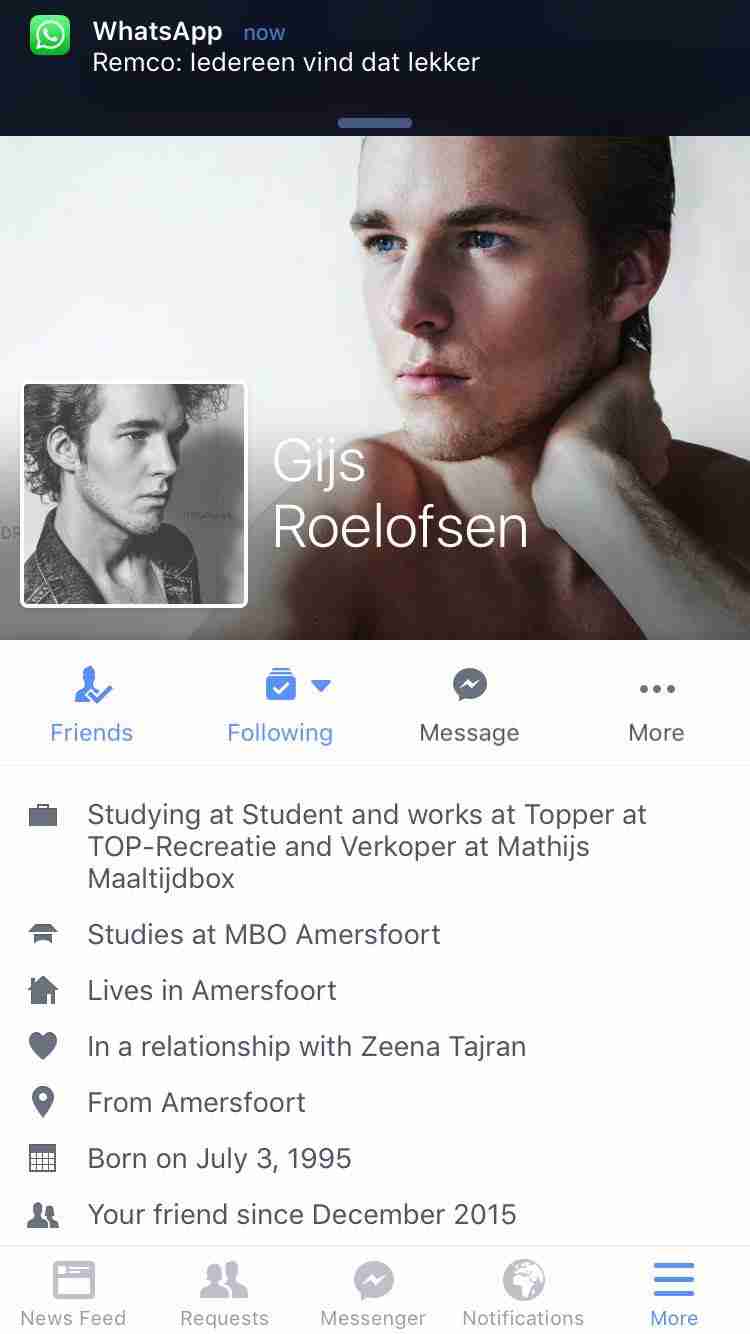 WhatsApp now
Remco: Iedereen vind dat lekker
Gijs
Roelofsen
Friends Following Message More
Studying at Student and works at Topper at
TOP-Recreatie and Verkoper at Mathijs
Maaltijdbox
Studies at MBO Amersfoort
Lives in Amersfoort
In a relationship with Zeena Tajran
From Amersfoort
Born on July 3, 1995
Your friend since December 2015
News Feed Requests Messenger Notifications More